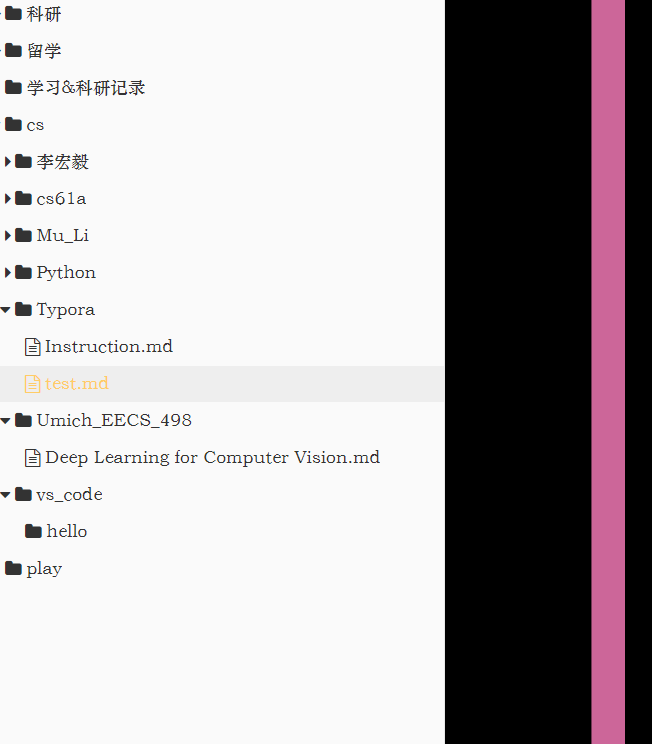 科研
留学
学习&科研记录
cs
李宏毅
cs61a
Mu_Li
Python
Typora
Instruction.md
test.md
Umich_EECS_498
Deep Learning for Computer Vision.md
vs_code
hello
play